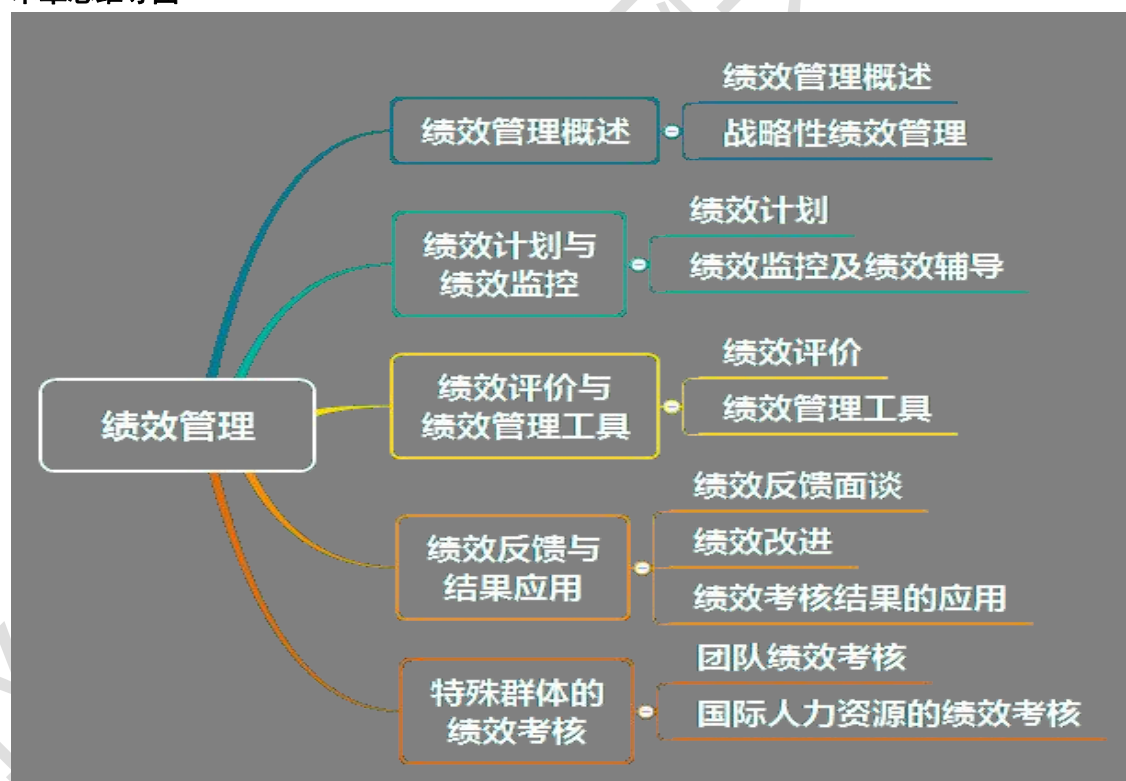 绩效管理概述
绩效管理概述
战略性绩效管理
绩效计划与
绩效监控
绩效计划
绩效监控及绩效辅导
绩效管理
绩效评价与
绩效管理工具
绩效评价
绩效管理工具
绩效反馈与
结果应用
绩效反馈面谈
绩效改进
绩效考核结果的应用
特殊群体的
绩效考核
团队绩效考核
国际人力资源的绩效考核